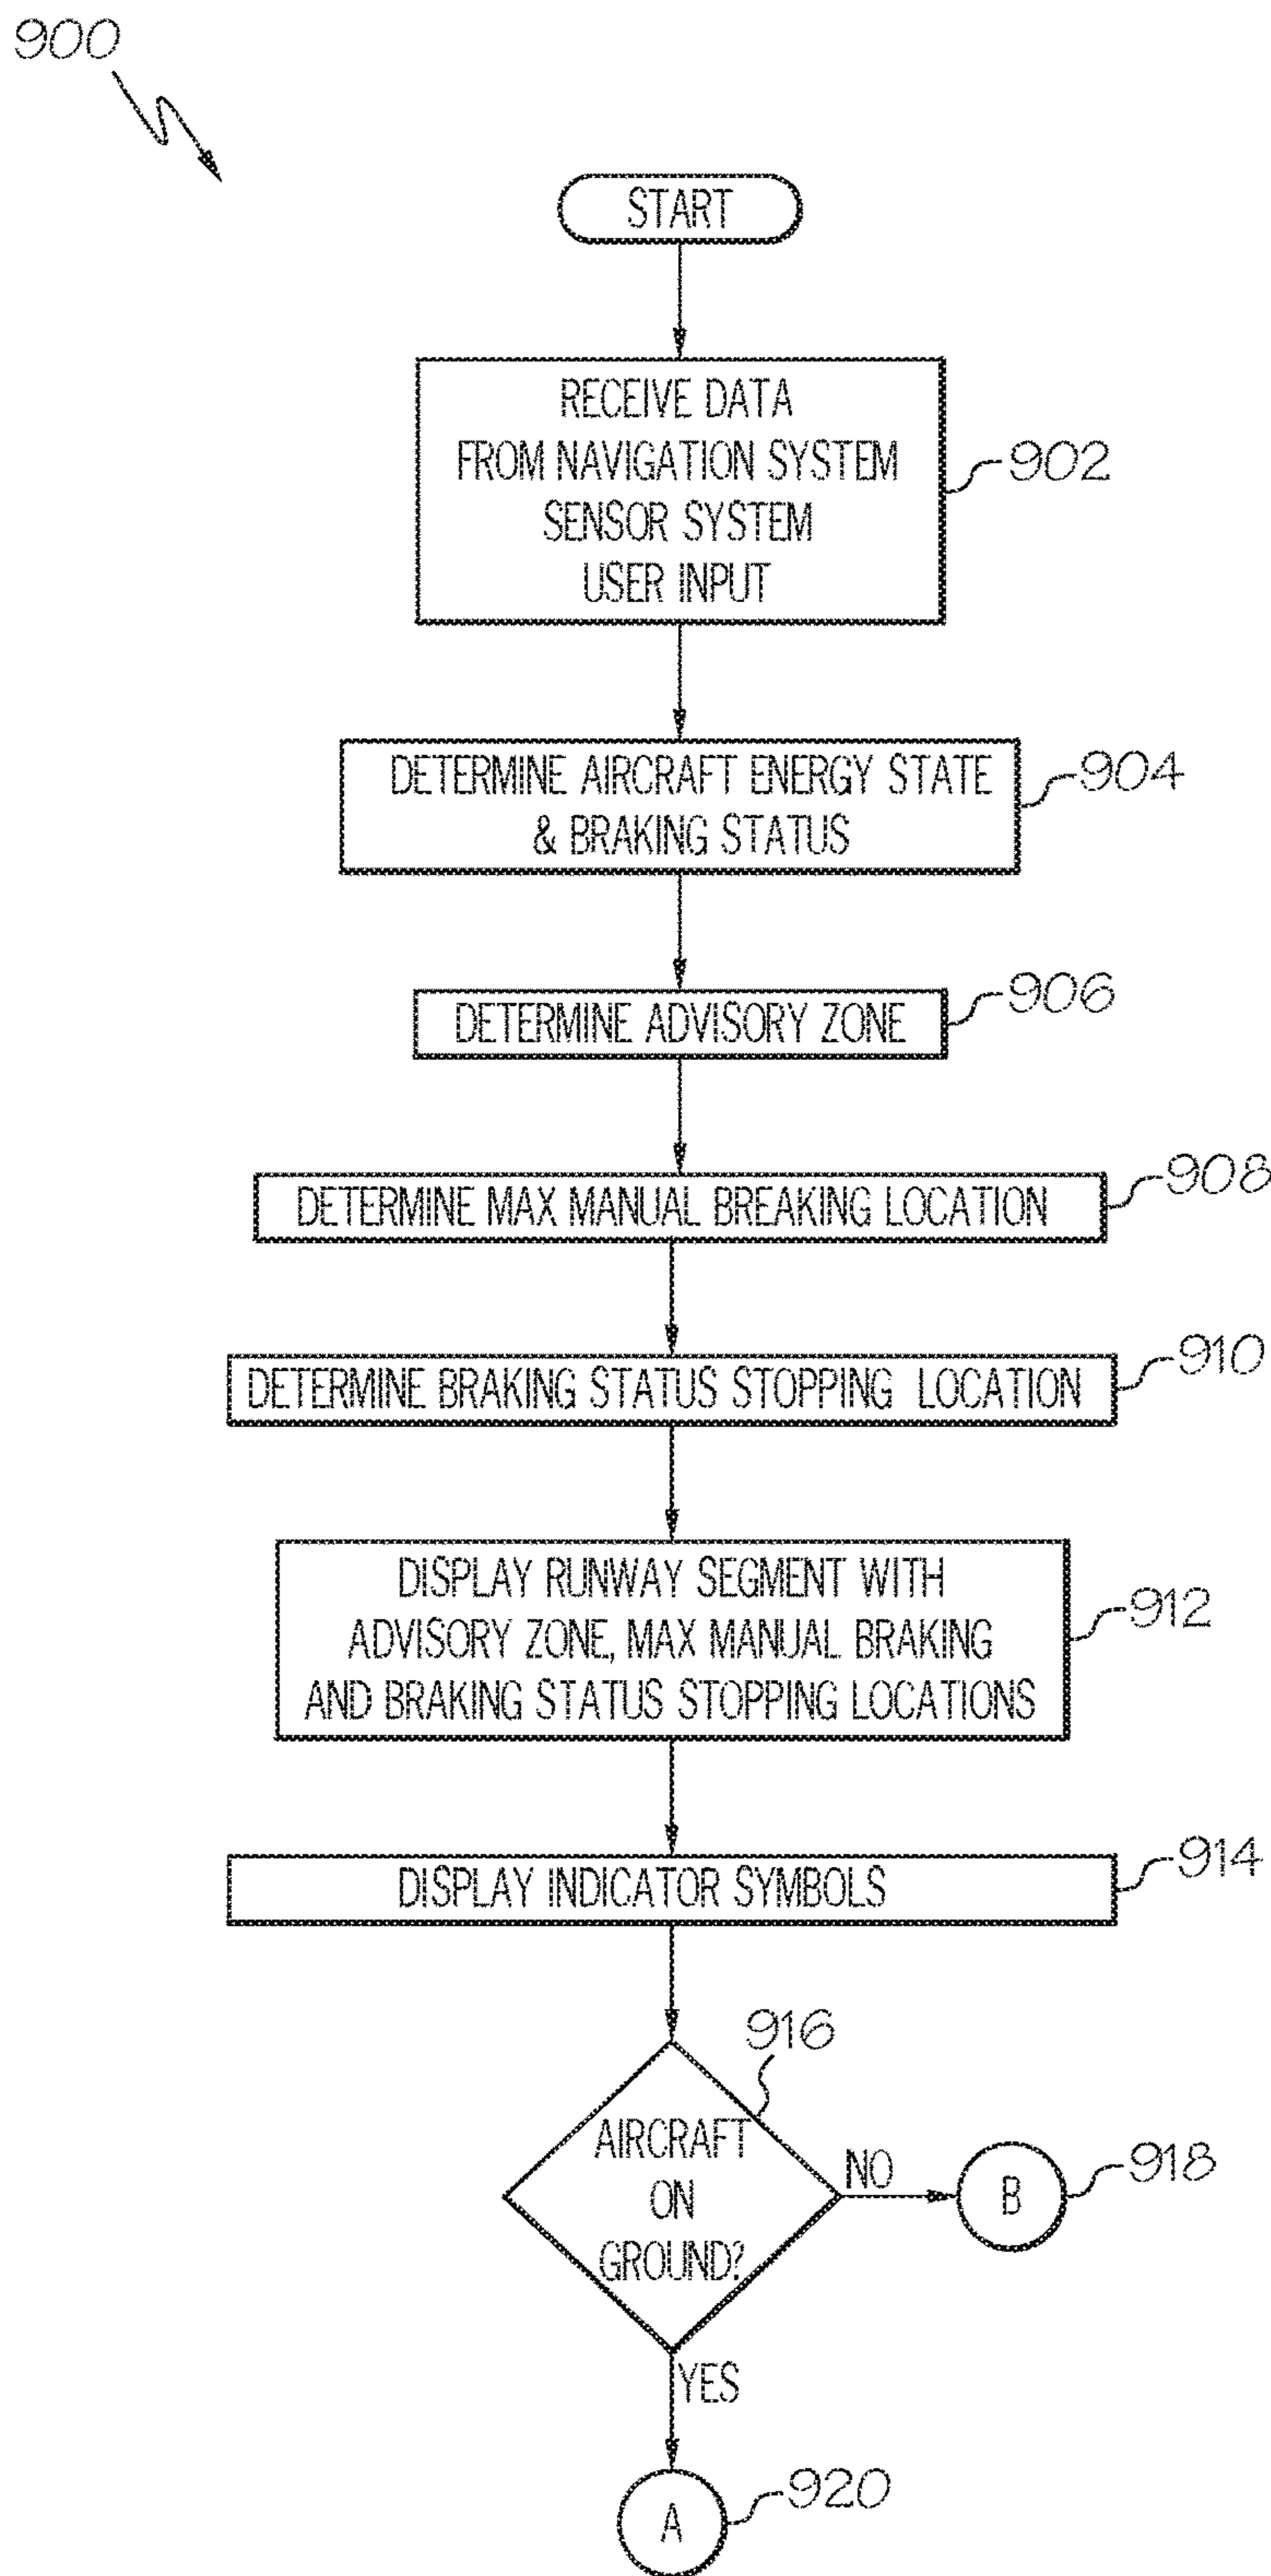 900
START
RECEIVE DATA
FROM NAVIGATION SYSTEM
SENSOR SYSTEM
USER INPUT
902
DETERMINE AIRCRAFT ENERGY STATE
& BRAKING STATUS
904
DETERMINE ADVISORY ZONE
906
DETERMINE MAX MANUAL BREAKING LOCATION
908
DETERMINE BRAKING STATUS STOPPING LOCATION
910
DISPLAY RUNWAY SEGMENT WITH
ADVISORY ZONE, MAX MANUAL BRAKING
AND BRAKING STATUS STOPPING LOCATIONS
912
DISPLAY INDICATOR SYMBOLS
914
916
AIRCRAFT
ON
GROUND?
NO
B
918
YES
A
920